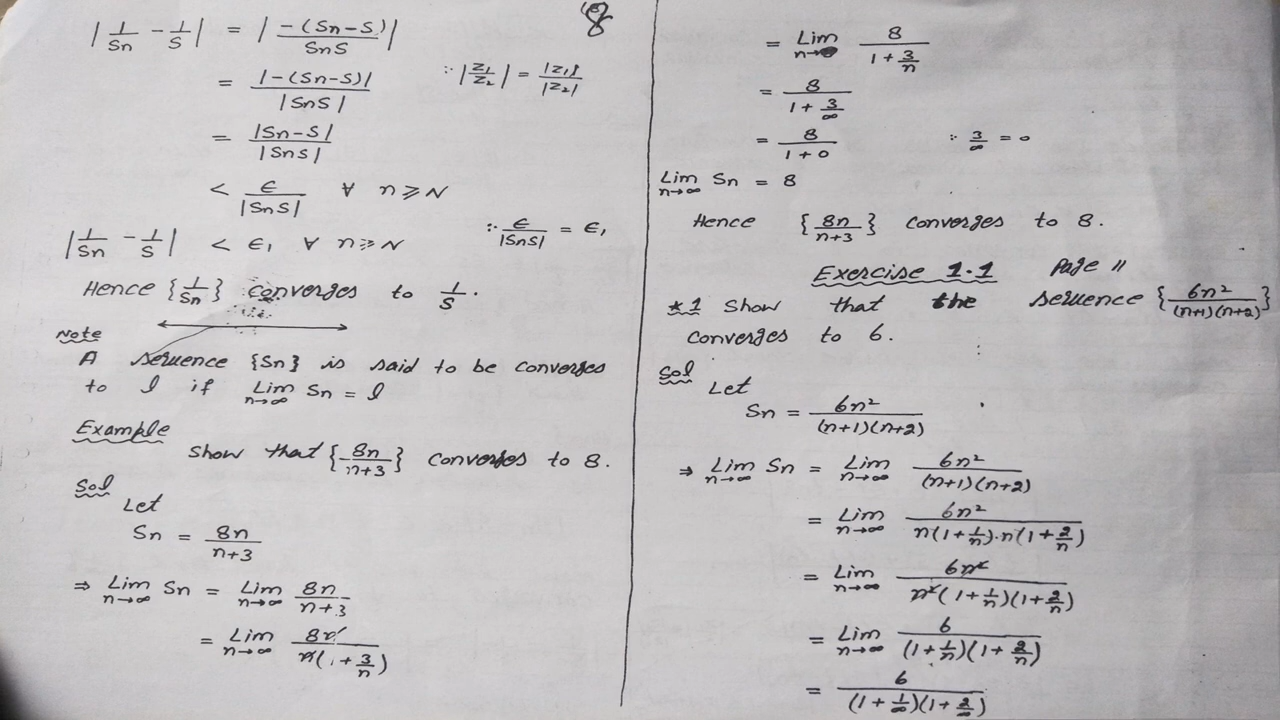 8
|1/Sn - 1/S| = |-(Sn-S)/SnS|
= |-(Sn-S)|/|SnS| ∵ |Z₁/Z₂| = |Z₁|/|Z₂|
= |Sn-S|/|SnS|
< ϵ/|SnS| ∀ n ≥ N
|1/Sn - 1/S| < ϵ₁ ∀ n ≥ N ∵ ϵ/|SnS| = ϵ₁
Hence {1/Sn} converges to 1/S.
Note
A seruence {Sn} is said to be converges
to l if Lim n→∞ Sn = l
Example
Show that {8n/n+3} converges to 8.
Sol
Let
Sn = 8n/n+3
⇒ Lim n→∞ Sn = Lim n→∞ 8n/n+3
= Lim n→∞ 8n/n(1+3/n)
= Lim n→∞ 8/1+3/n
= 8/1+3/∞
= 8/1+0 ∵ 3/∞ = 0
Lim n→∞ Sn = 8
Hence {8n/n+3} converges to 8.
Exercise 1.1 Page 11
*1 Show that the seruence {6n²/(n+1)(n+2)}
converges to 6.
Sol
Let
Sn = 6n²/(n+1)(n+2)
⇒ Lim n→∞ Sn = Lim n→∞ 6n²/(n+1)(n+2)
= Lim n→∞ 6n²/n(1+1/n).n(1+2/n)
= Lim n→∞ 6n²/n²(1+1/n)(1+2/n)
= Lim n→∞ 6/(1+1/n)(1+2/n)
= 6/(1+1/∞)(1+2/∞)